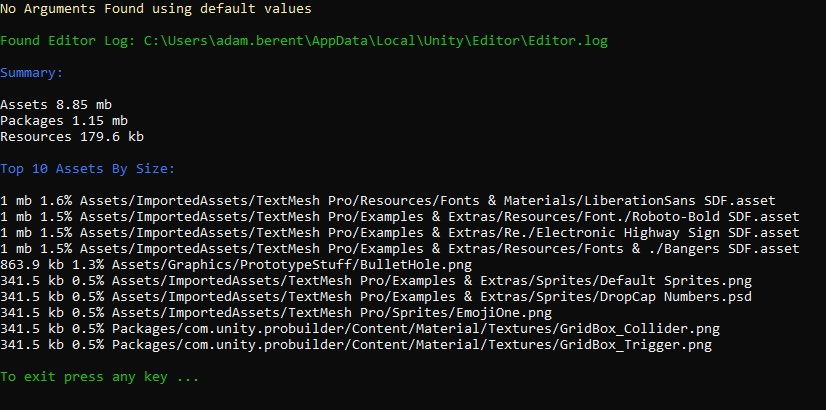 No Arguments Found using default values
Found Editor Log: C:\Users\adam.berent\AppData\Local\Unity\Editor\Editor.log
Summary:
Assets 8.85 mb
Packages 1.15 mb
Resources 179.6 kb
Top 10 Assets By Size:
1 mb 1.6% Assets/ImportedAssets/TextMesh Pro/Resources/Fonts & Materials/LiberationSans SDF.asset
1 mb 1.5% Assets/ImportedAssets/TextMesh Pro/Examples & Extras/Resources/Font./Roboto-Bold SDF.asset
1 mb 1.5% Assets/ImportedAssets/TextMesh Pro/Examples & Extras/Re./Electronic Highway Sign SDF.asset
1 mb 1.5% Assets/ImportedAssets/TextMesh Pro/Examples & Extras/Resources/Fonts & ./Bangers SDF.asset
863.9 kb 1.3% Assets/Graphics/PrototypeStuff/BulletHole.png
341.5 kb 0.5% Assets/ImportedAssets/TextMesh Pro/Examples & Extras/Sprites/Default Sprites.png
341.5 kb 0.5% Assets/ImportedAssets/TextMesh Pro/Examples & Extras/Sprites/DropCap Numbers.psd
341.5 kb 0.5% Assets/ImportedAssets/TextMesh Pro/Sprites/EmojiOne.png
341.5 kb 0.5% Packages/com.unity.probuilder/Content/Material/Textures/GridBox_Collider.png
341.5 kb 0.5% Packages/com.unity.probuilder/Content/Material/Textures/GridBox_Trigger.png
To exit press any key ...